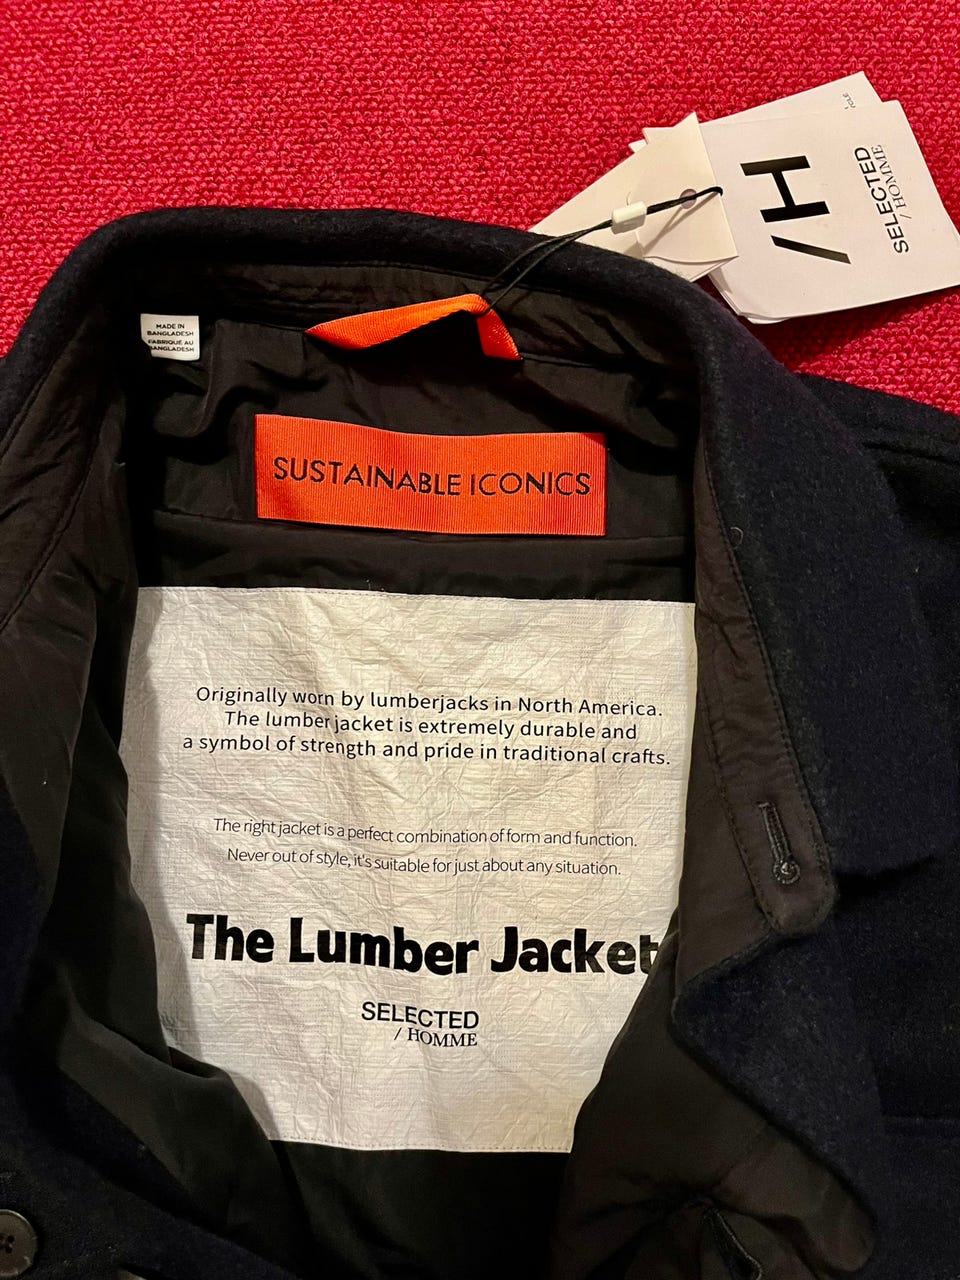 /H
SELECTED
/ HOMME
MADE IN
BANGLADESH
FABRIQUÉ AU
BANGLADESH
SUSTAINABLE ICONICS
Originally worn by lumberjacks in North America.
The lumber jacket is extremely durable and
a symbol of strength and pride in traditional crafts.
The right jacket is a perfect combination of form and function.
Never out of style, it's suitable for just about any situation.
The Lumber Jacket
SELECTED
/ HOMME